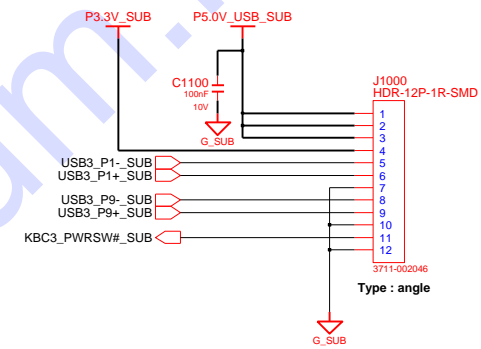 P3.3V_SUB
P5.0V_USB_SUB
C1100
100nF
10V
G_SUB
J1000
HDR-12P-1R-SMD
1
2
3
4
USB3_P1-_SUB 5
USB3_P1+_SUB 6
7
USB3_P9-_SUB 8
USB3_P9+_SUB 9
10
KBC3_PWRSW#_SUB 11
12
3711-002046
Type : angle
G_SUB